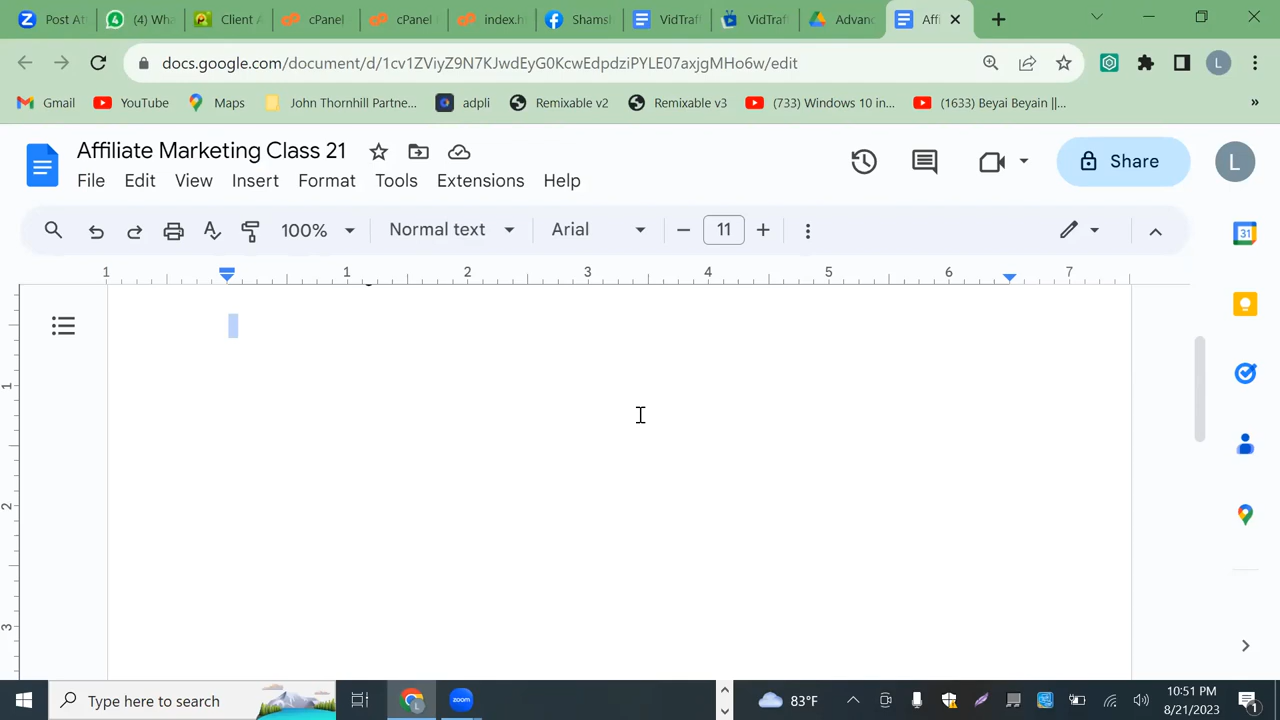 Post At
(4) Wha
Client A
cPanel
cPanel
index.h
Shams
VidTraf
VidTraf
Advan
Affi
docs.google.com/document/d/1cv1ZViyZ9N7KJwdEyG0KcwEdpdziPYLE07axjgMHo6w/edit
L
Gmail
YouTube
Maps
John Thornhill Partne...
adpli
Remixable v2
Remixable v3
(733) Windows 10 in...
(1633) Beyai Beyain ||...
»
Affiliate Marketing Class 21
File Edit View Insert Format Tools Extensions Help
Share
L
100% Normal text Arial 11
1 1 2 3 4 5 6 7
31
1
2
3
Type here to search
L
zoom
83°F
10:51 PM
8/21/2023
1